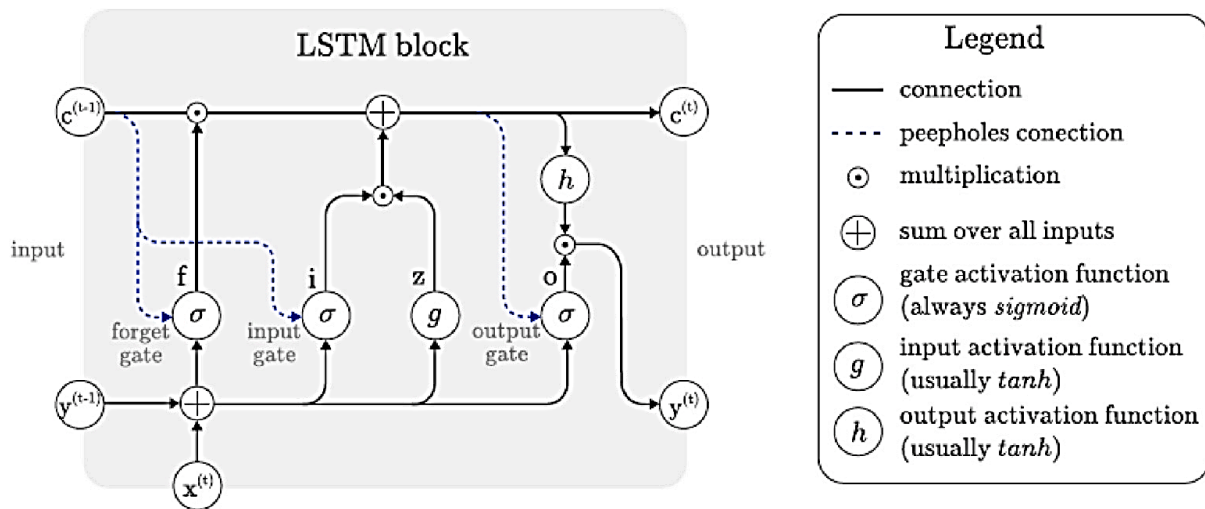 LSTM block
c(t-1)
c(t)
h
input
output
f
i
z
o
σ
σ
g
σ
forget
gate
input
gate
output
gate
y(t-1)
y(t)
x(t)
Legend
connection
peepholes conection
multiplication
sum over all inputs
σ
gate activation function
(always sigmoid)
g
input activation function
(usually tanh)
h
output activation function
(usually tanh)